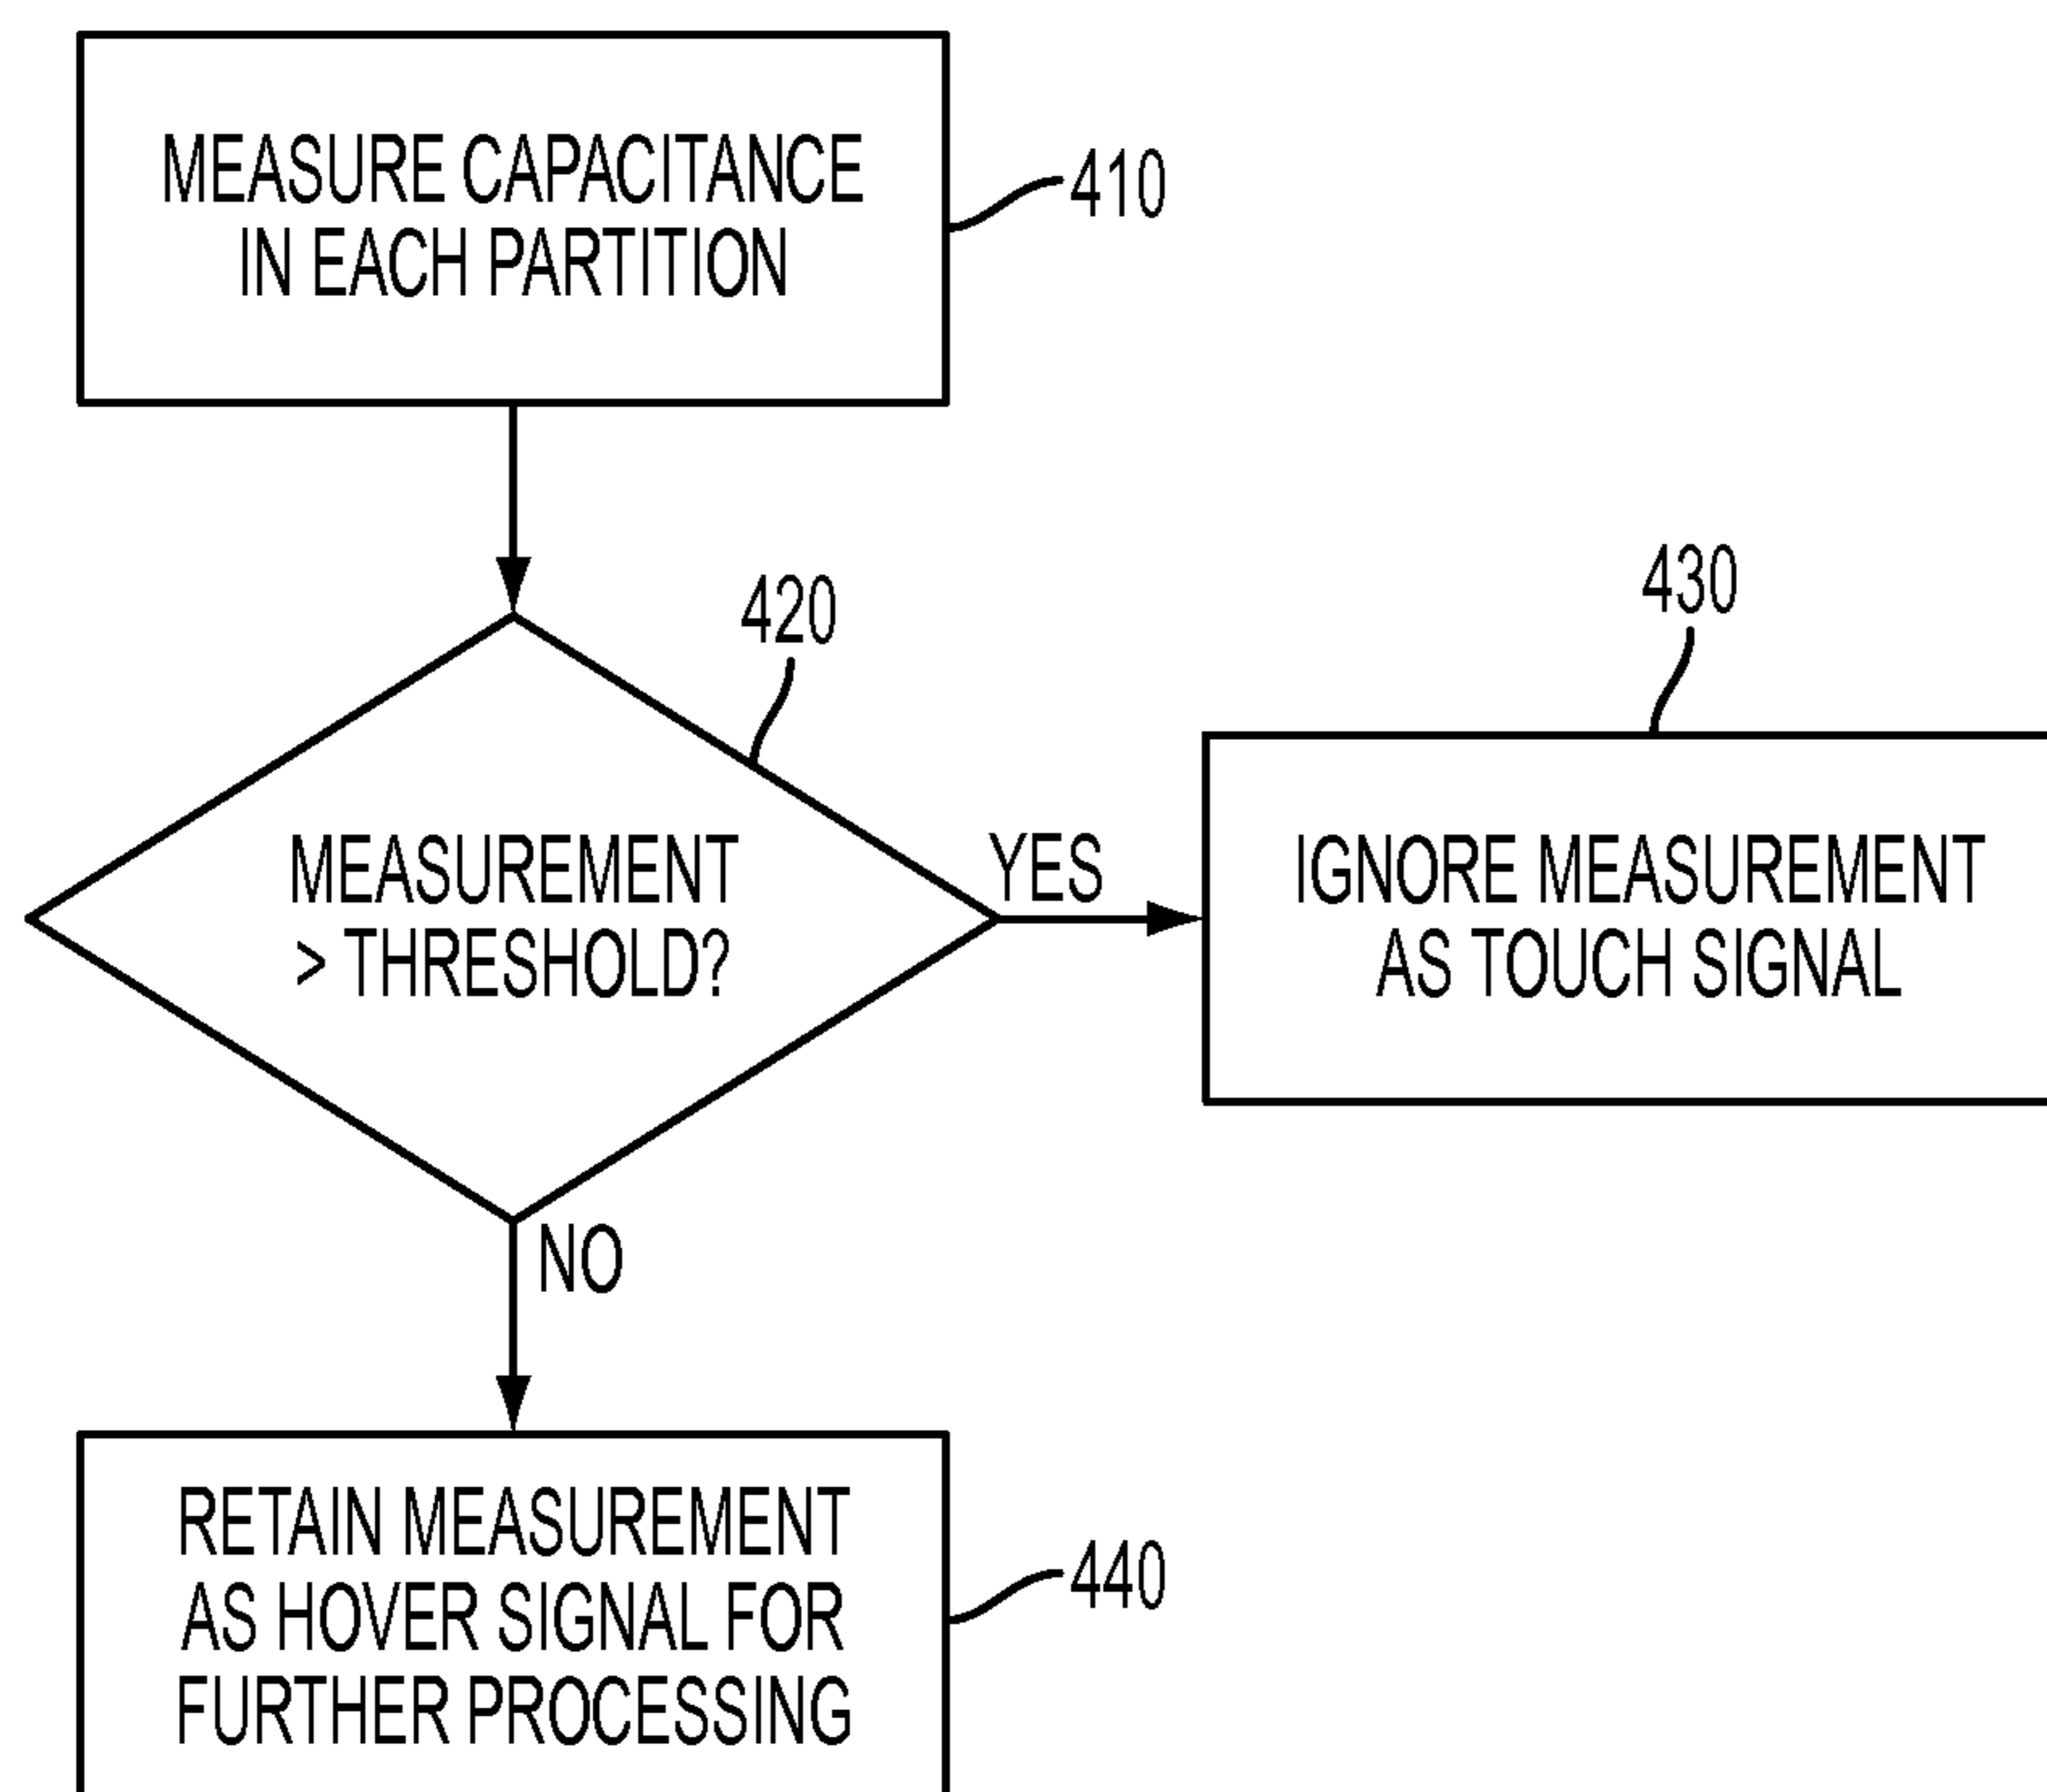 MEASURE CAPACITANCE
IN EACH PARTITION
410
420
430
MEASUREMENT
> THRESHOLD?
YES
IGNORE MEASUREMENT
AS TOUCH SIGNAL
NO
RETAIN MEASUREMENT
AS HOVER SIGNAL FOR
FURTHER PROCESSING
440